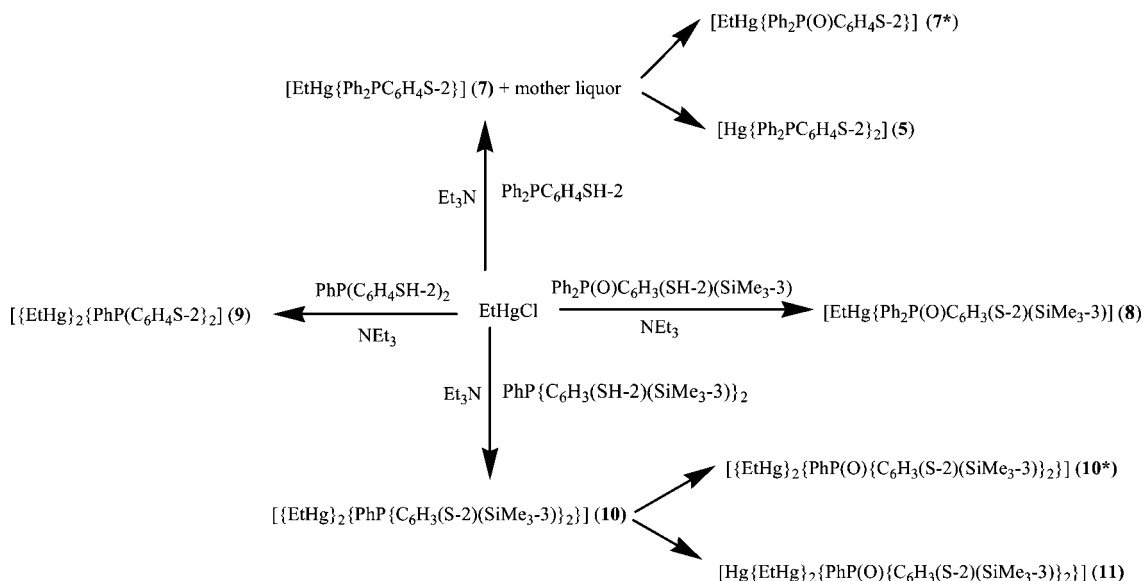 [EtHg{Ph₂P(O)C₆H₄S-2}] (7*)
[EtHg{Ph₂PC₆H₄S-2}] (7) + mother liquor
[Hg{Ph₂PC₆H₄S-2}₂] (5)
Et₃N
Ph₂PC₆H₄SH-2
PhP(C₆H₄SH-2)₂
Ph₂P(O)C₆H₃(SH-2)(SiMe₃-3)
[{EtHg}₂{PhP(C₆H₄S-2}₂] (9)
EtHgCl
[EtHg{Ph₂P(O)C₆H₃(S-2)(SiMe₃-3)] (8)
NEt₃
NEt₃
Et₃N
PhP{C₆H₃(SH-2)(SiMe₃-3)}₂
[{EtHg}₂{PhP(O){C₆H₃(S-2)(SiMe₃-3)}₂}] (10*)
[{EtHg}₂{PhP{C₆H₃(S-2)(SiMe₃-3)}₂}] (10)
[Hg{EtHg}₂{PhP(O){C₆H₃(S-2)(SiMe₃-3)}₂}] (11)